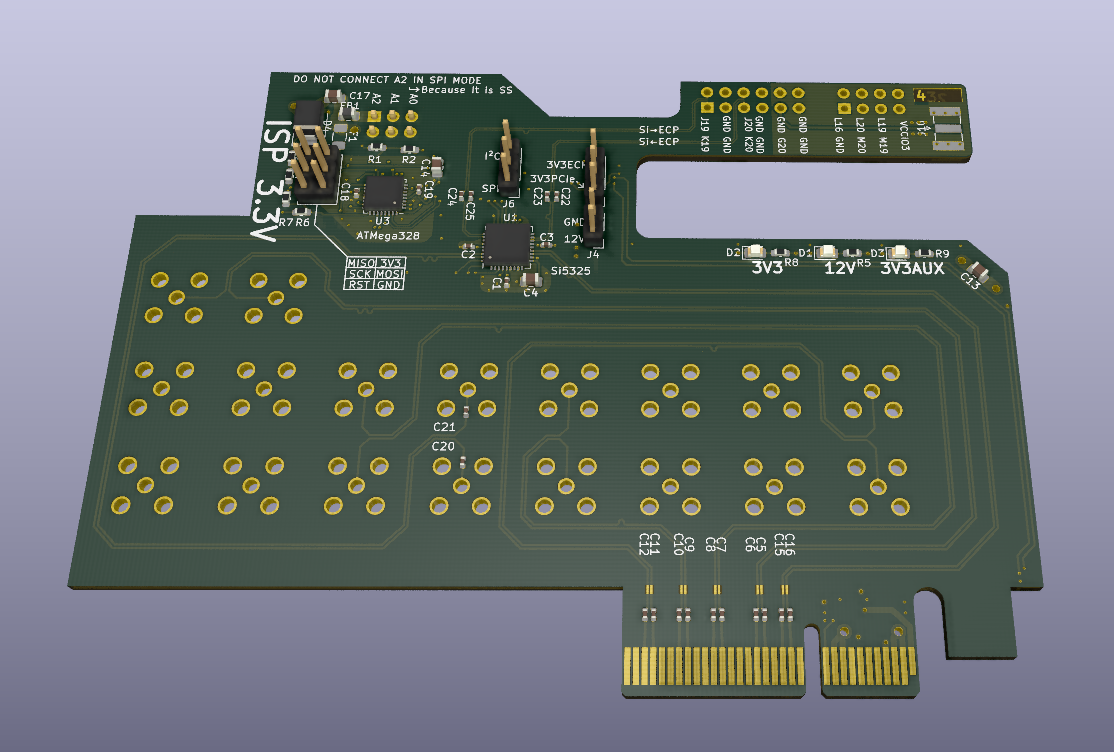 DO NOT CONNECT A2 IN SPI MODE
Because It is SS
C17
A2
A1
A0
ISP 3.3V
R1
R2
C14
C18
C19
U3
ATMega328
R7
R6
MISO 3V3
SCK MOSI
RST GND
I²C
SPI
J6
U1
C24
C25
C23
C22
C2
C3
C1
C4
Si5325
3V3ECP
3V3PCIe
GND
12V
J4
Si→ECP
Si→ECP
J19 K19
GND GND
J20 K20
GND GND
GND G20
GND GND
L16 GND
L20 M20
L19 M19
VCCIO3
D2
3V3
R8
D1
12V
R5
D3
3V3AUX
R9
C13
C21
C20
C12
C11
C10
C9
C8
C7
C6
C5
C15
C16